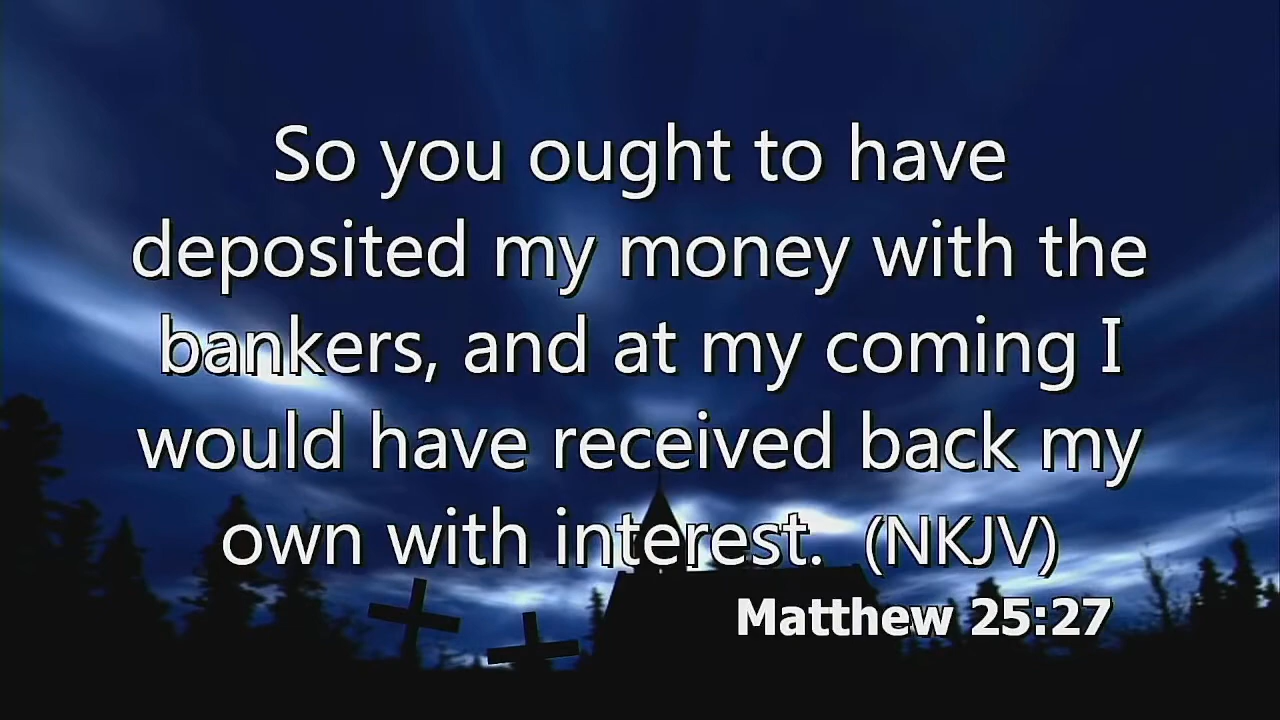 So you ought to have
deposited my money with the
bankers, and at my coming I
would have received back my
own with interest. (NKJV)
Matthew 25:27